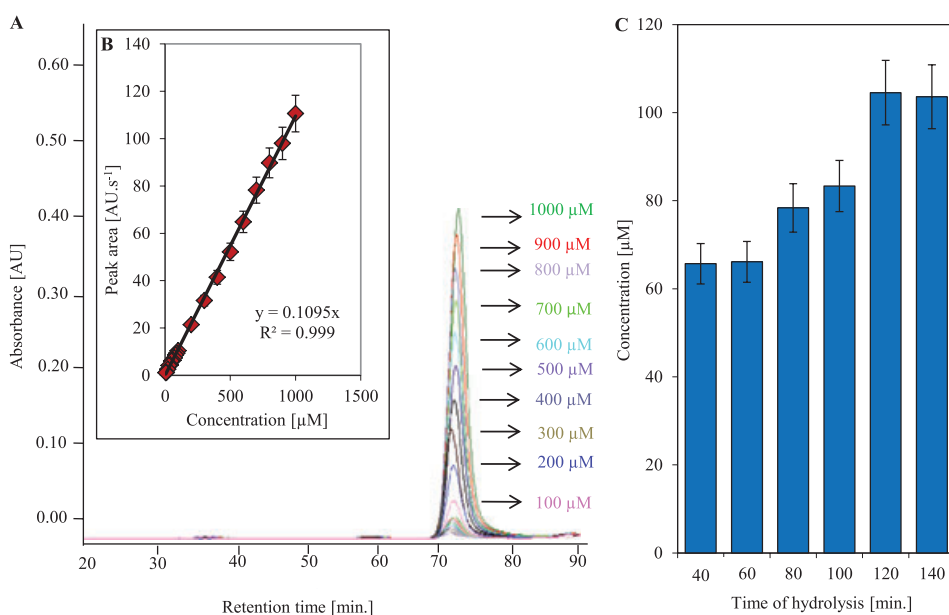 A
Absorbance [AU]
0.60
0.50
0.40
0.30
0.20
0.10
0.00
20
30
40
50
60
70
80
90
Retention time [min.]
B
Peak area [AU.s-1]
140
120
100
80
60
40
20
0
0
500
1000
1500
Concentration [µM]
y = 0.1095x
R² = 0.999
1000 µM
900 µM
800 µM
700 µM
600 µM
500 µM
400 µM
300 µM
200 µM
100 µM
C
Concentration [µM]
120
100
80
60
40
20
0
40
60
80
100
120
140
Time of hydrolysis [min.]